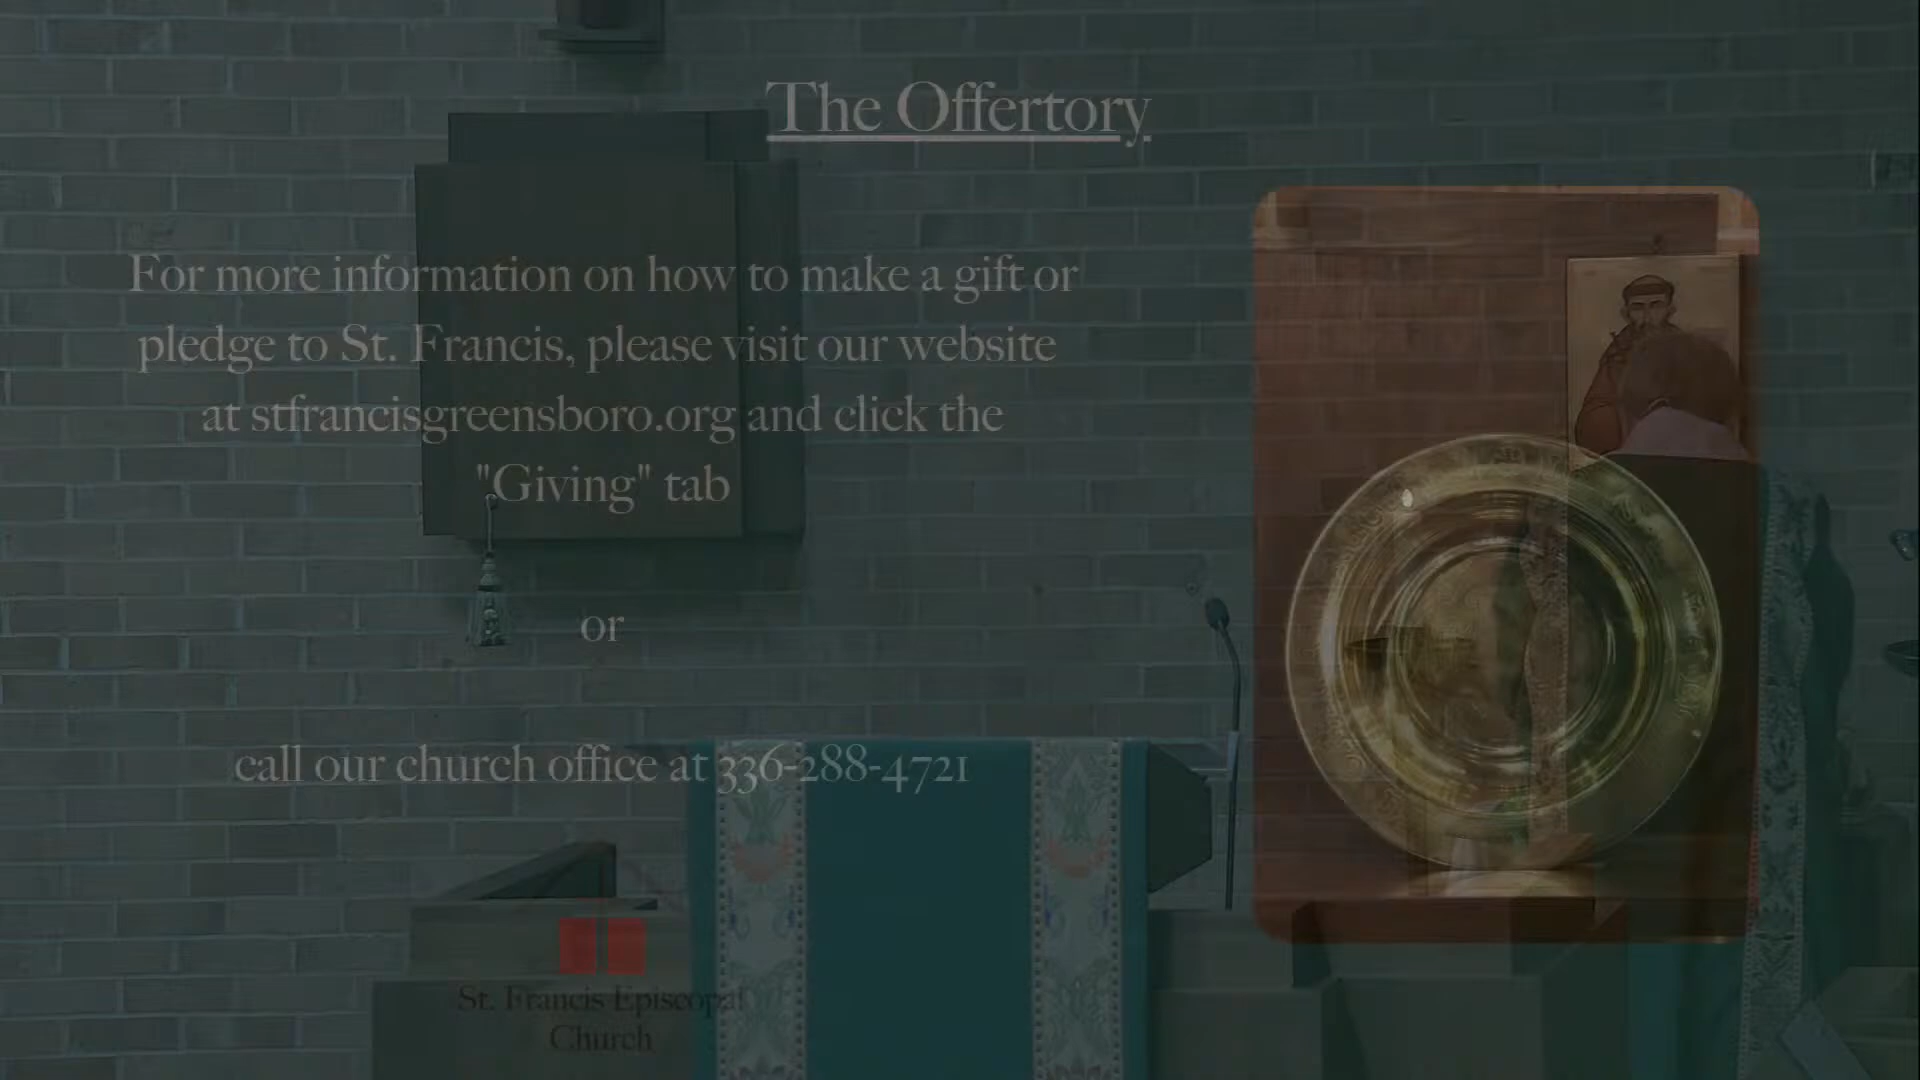 The Offertory
For more information on how to make a gift or
pledge to St. Francis, please visit our website
at stfrancisgreensboro.org and click the
"Giving" tab
or
call our church office at 336-288-4721
St. Francis Episcopal
Church